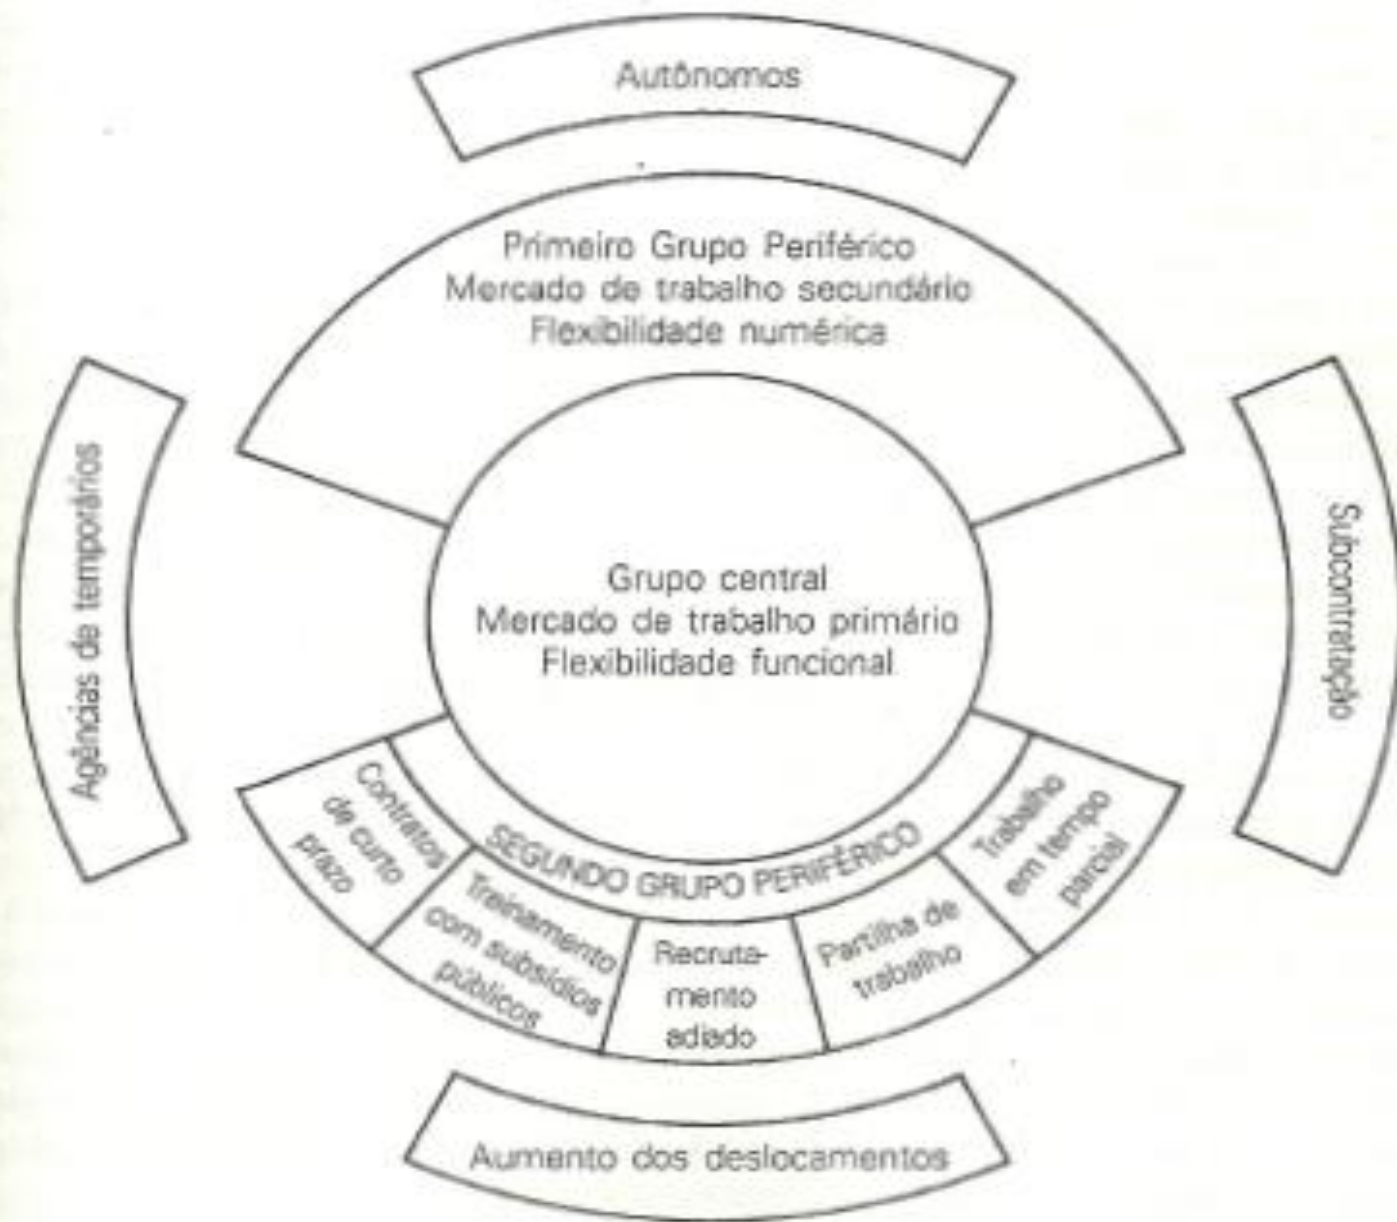 Autônomos
Primeiro Grupo Periférico
Mercado de trabalho secundário
Flexibilidade numérica
Agências de temporários
Subcontratação
Grupo central
Mercado de trabalho primário
Flexibilidade funcional
SEGUNDO GRUPO PERIFÉRICO
Contratos
de curto
prazo
Treinamento
com subsídios
públicos
Recruta-
mento
adiado
Partilha de
trabalho
Trabalho
em tempo
parcial
Aumento dos deslocamentos